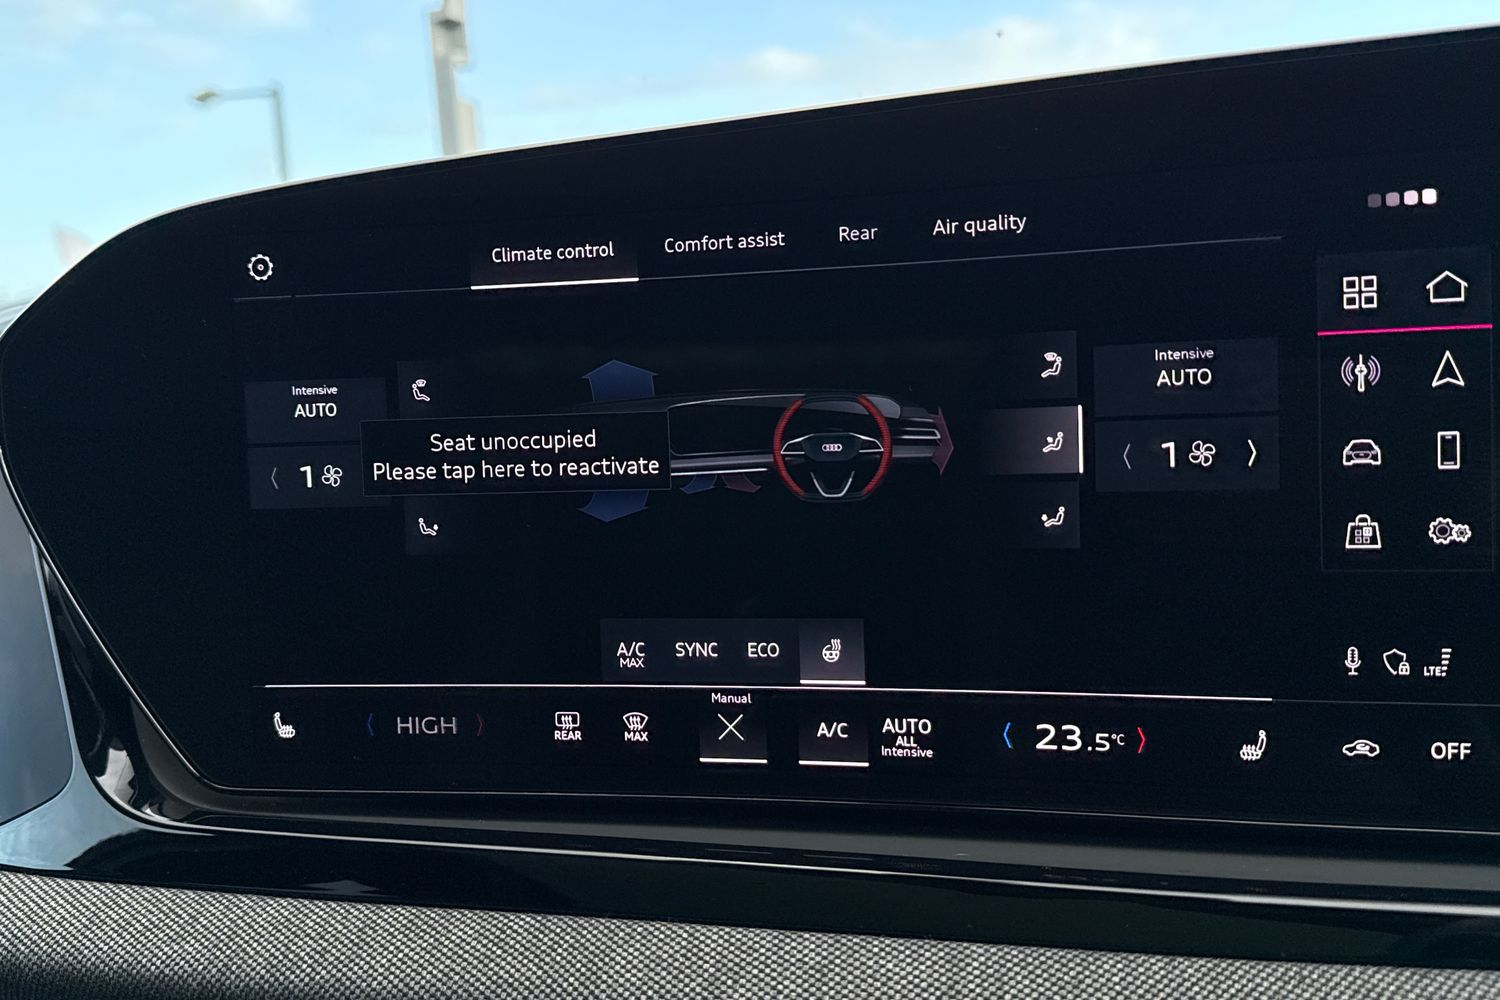 Climate control
Comfort assist
Rear
Air quality
Intensive
AUTO
1
Seat unoccupied
Please tap here to reactivate
Intensive
AUTO
1
A/C
MAX
SYNC
ECO
HIGH
REAR
MAX
Manual
A/C
AUTO
ALL
Intensive
23.5°C
LTE
OFF